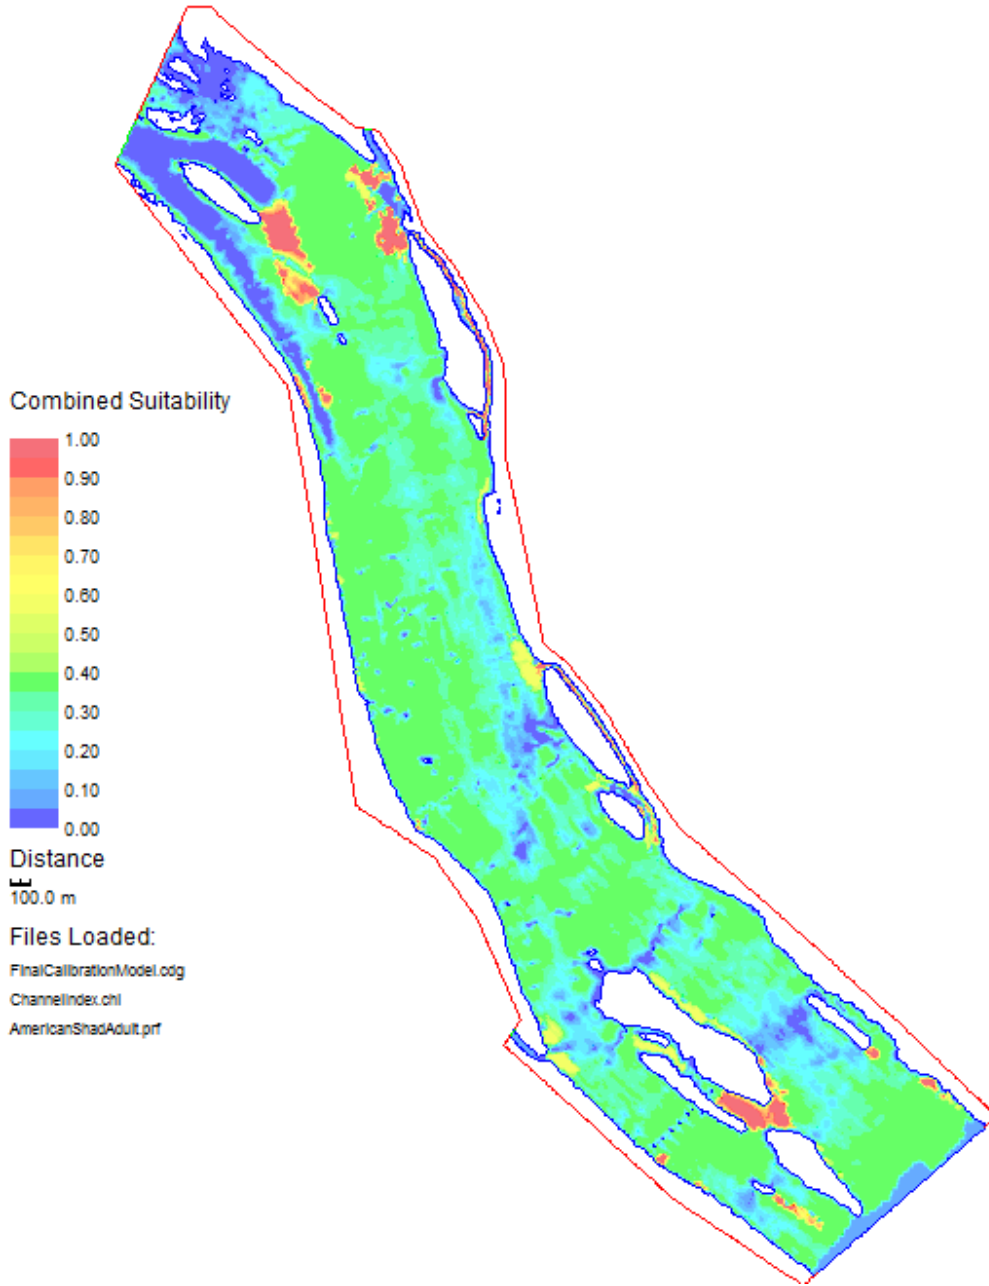 Combined Suitability
1.00
0.90
0.80
0.70
0.60
0.50
0.40
0.30
0.20
0.10
0.00
Distance
100.0 m
Files Loaded:
FinalCalibrationModel.cdg
ChannelIndex.chl
AmericanShadAdult.prf